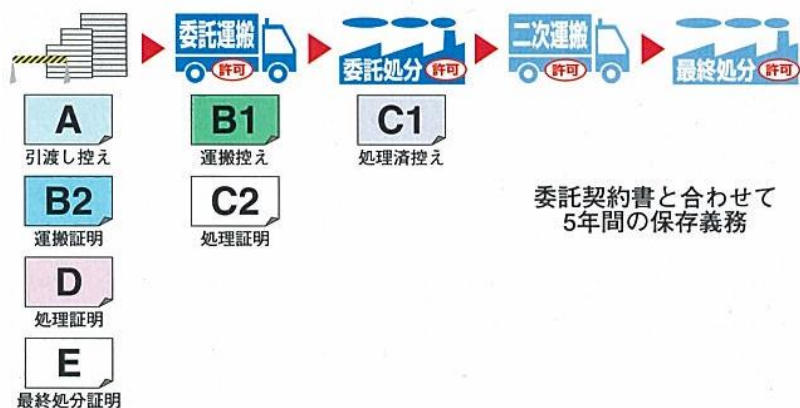 委託運搬
許可
委託処分
許可
二次運搬
許可
最終処分
許可
A
引渡し控え
B1
運搬控え
C1
処理済控え
B2
運搬証明
C2
処理証明
委託契約書と合わせて
5年間の保存義務
D
処理証明
E
最終処分証明